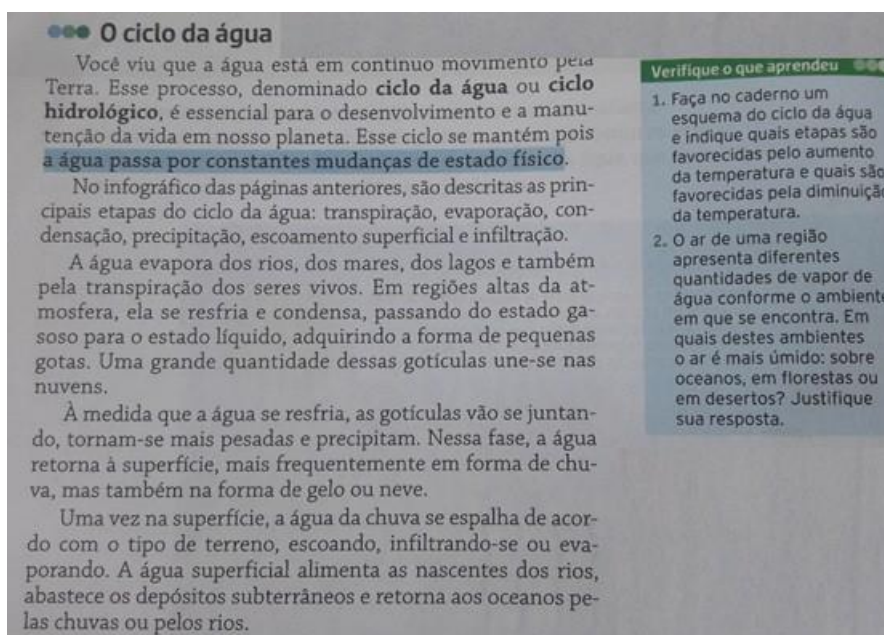 O ciclo da água
Você viu que a água está em contínuo movimento pela
Terra. Esse processo, denominado ciclo da água ou ciclo
hidrológico, é essencial para o desenvolvimento e a manu-
tenção da vida em nosso planeta. Esse ciclo se mantém pois
a água passa por constantes mudanças de estado físico.
No infográfico das páginas anteriores, são descritas as prin-
cipais etapas do ciclo da água: transpiração, evaporação, con-
densação, precipitação, escoamento superficial e infiltração.
A água evapora dos rios, dos mares, dos lagos e também
pela transpiração dos seres vivos. Em regiões altas da at-
mosfera, ela se resfria e condensa, passando do estado ga-
soso para o estado líquido, adquirindo a forma de pequenas
gotas. Uma grande quantidade dessas gotículas une-se nas
nuvens.
À medida que a água se resfria, as gotículas vão se juntan-
do, tornam-se mais pesadas e precipitam. Nessa fase, a água
retorna à superfície, mais frequentemente em forma de chu-
va, mas também na forma de gelo ou neve.
Uma vez na superfície, a água da chuva se espalha de acor-
do com o tipo de terreno, escoando, infiltrando-se ou eva-
porando. A água superficial alimenta as nascentes dos rios,
abastece os depósitos subterrâneos e retorna aos oceanos pe-
las chuvas ou pelos rios.
Verifique o que aprendeu
1. Faça no caderno um
esquema do ciclo da água
e indique quais etapas são
favorecidas pelo aumento
da temperatura e quais são
favorecidas pela diminuição
da temperatura.
2. O ar de uma região
apresenta diferentes
quantidades de vapor de
água conforme o ambiente
em que se encontra. Em
quais destes ambientes
o ar é mais úmido: sobre
oceanos, em florestas ou
em desertos? Justifique
sua resposta.